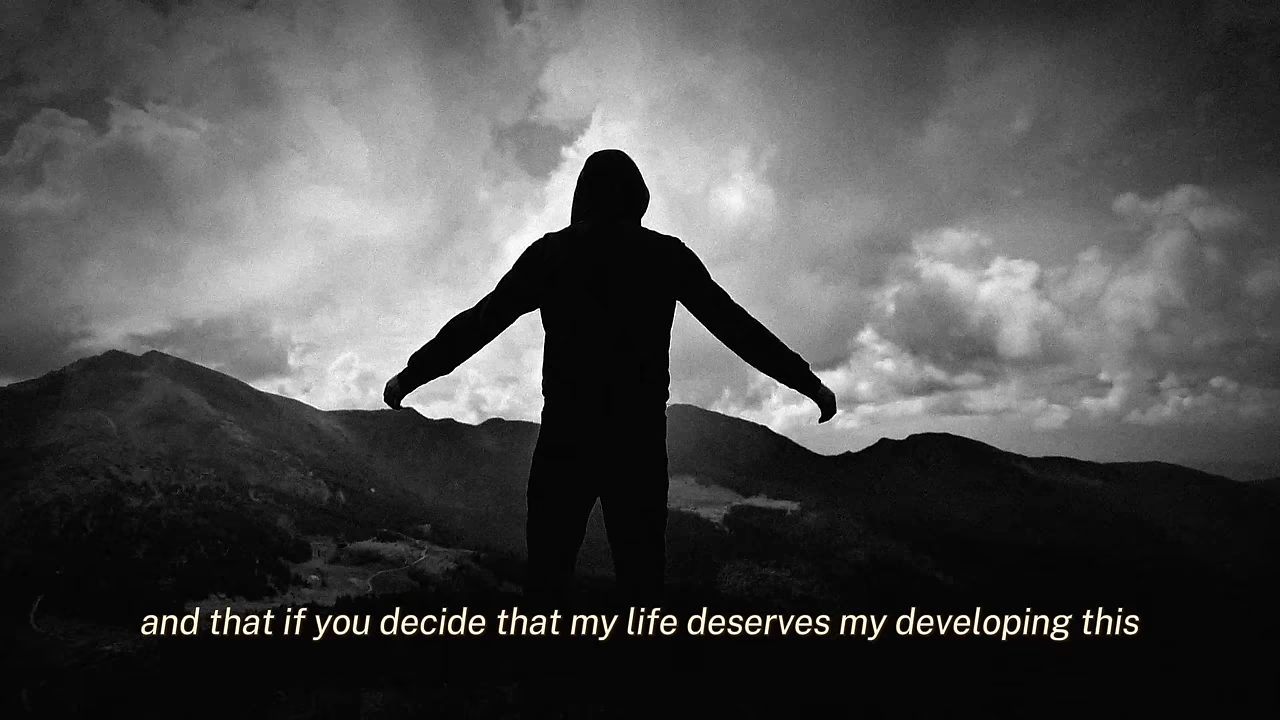 and that if you decide that my life deserves my developing this